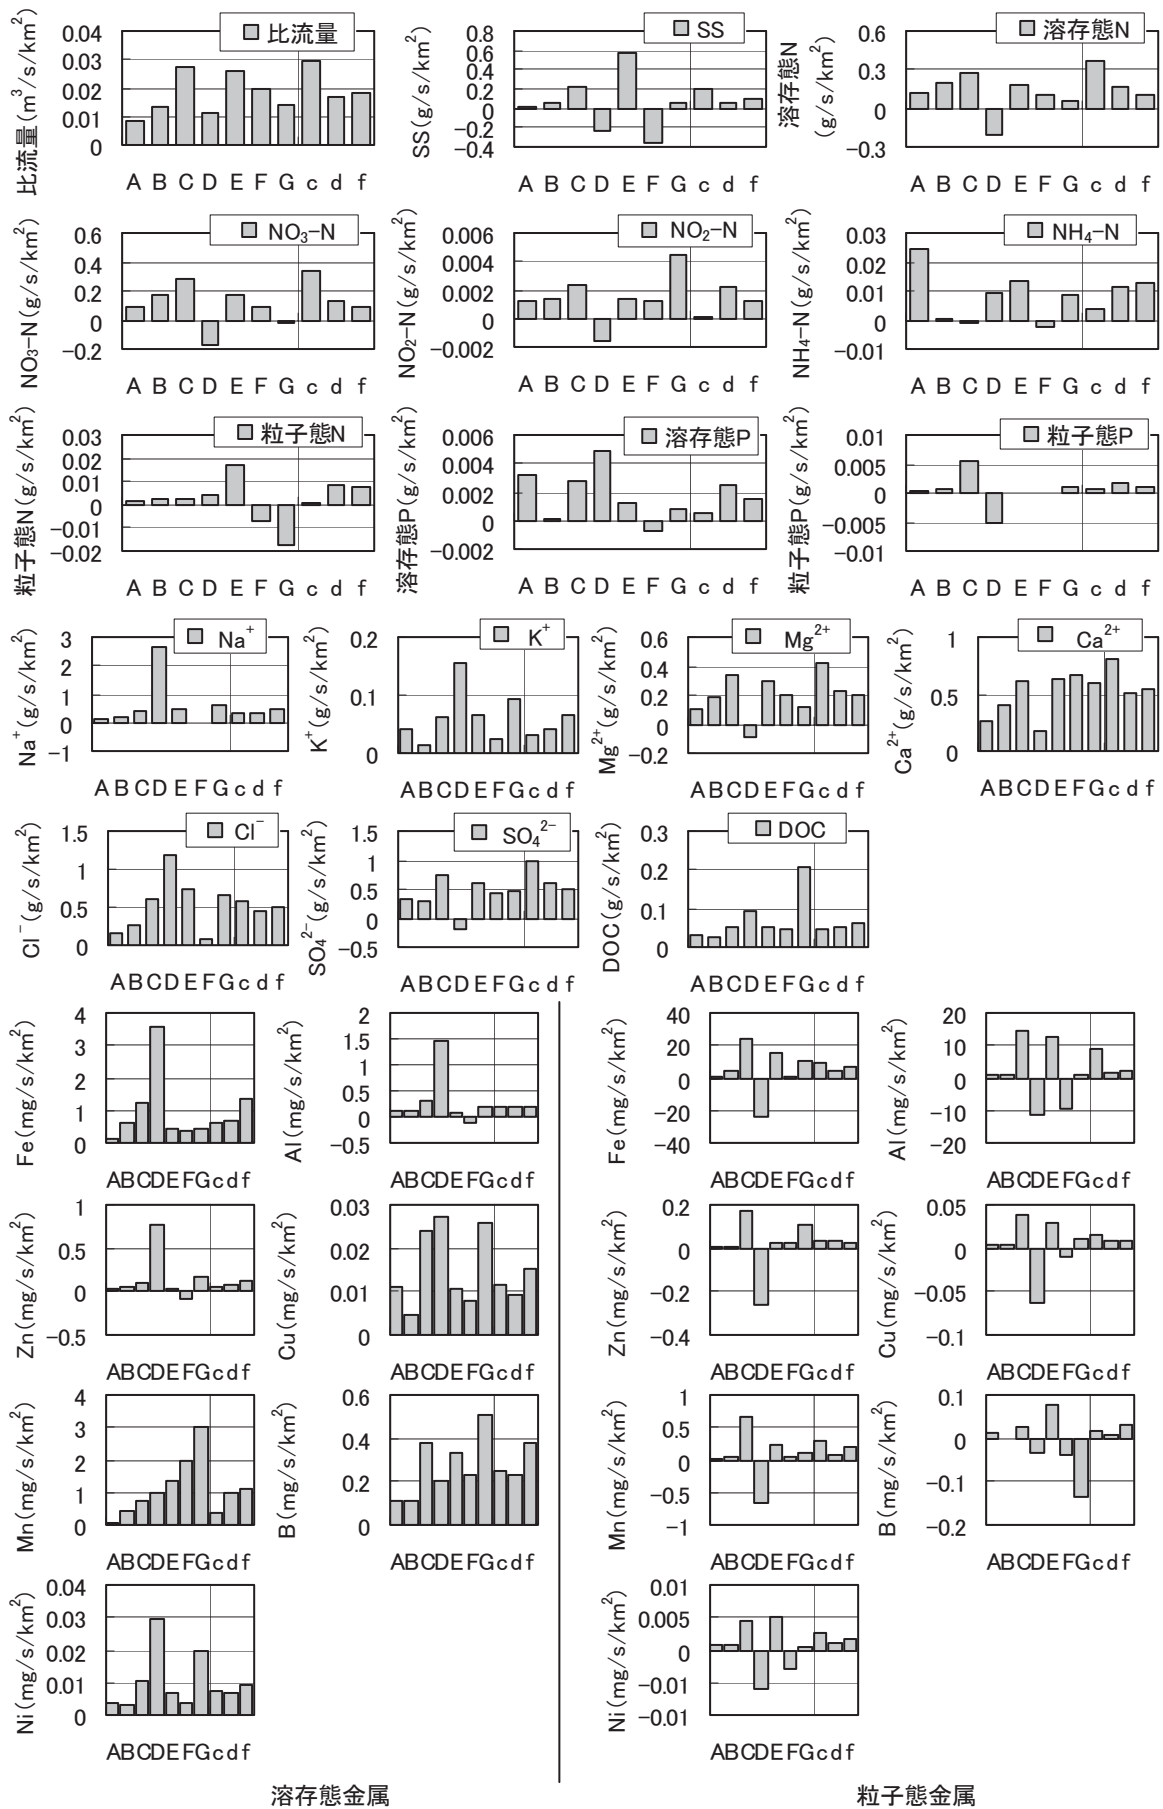 比流量
比流量(m³/s/km²)
0.04
0.03
0.02
0.01
0
A B C D E F G c d f
SS
SS(g/s/km²)
0.8
0.6
0.4
0.2
0
−0.2
−0.4
A B C D E F G c d f
溶存態N
溶存態N
(g/s/km²)
0.6
0.3
0
−0.3
A B C D E F G c d f
NO₃−N
NO₃−N(g/s/km²)
0.6
0.4
0.2
0
−0.2
A B C D E F G c d f
NO₂−N
NO₂−N(g/s/km²)
0.006
0.004
0.002
0
−0.002
A B C D E F G c d f
NH₄−N
NH₄−N(g/s/km²)
0.03
0.02
0.01
0
−0.01
A B C D E F G c d f
粒子態N
粒子態N(g/s/km²)
0.03
0.02
0.01
0
−0.01
−0.02
A B C D E F G c d f
溶存態P
溶存態P(g/s/km²)
0.006
0.004
0.002
0
−0.002
A B C D E F G c d f
粒子態P
粒子態P(g/s/km²)
0.01
0.005
0
−0.005
−0.01
A B C D E F G c d f
Na⁺
Na⁺(g/s/km²)
3
2
1
0
−1
A B C D E F G c d f
K⁺
K⁺(g/s/km²)
0.2
0.1
0
A B C D E F G c d f
Mg²⁺
Mg²⁺(g/s/km²)
0.6
0.4
0.2
0
−0.2
A B C D E F G c d f
Ca²⁺
Ca²⁺(g/s/km²)
1
0.5
0
A B C D E F G c d f
Cl⁻
Cl⁻(g/s/km²)
1.5
1
0.5
0
A B C D E F G c d f
SO₄²⁻
SO₄²⁻(g/s/km²)
1.5
1
0.5
0
−0.5
A B C D E F G c d f
DOC
DOC(g/s/km²)
0.3
0.2
0.1
0
A B C D E F G c d f
Fe(mg/s/km²)
4
3
2
1
0
ABCDEFGcdf
Al(mg/s/km²)
2
1.5
1
0.5
0
−0.5
ABCDEFGcdf
Fe(mg/s/km²)
40
20
0
−20
−40
ABCDEFGcdf
Al(mg/s/km²)
20
10
0
−10
−20
ABCDEFGcdf
Zn(mg/s/km²)
1
0.5
0
−0.5
ABCDEFGcdf
Cu(mg/s/km²)
0.03
0.02
0.01
0
ABCDEFGcdf
Zn(mg/s/km²)
0.2
0
−0.2
−0.4
ABCDEFGcdf
Cu(mg/s/km²)
0.05
0
−0.05
−0.1
ABCDEFGcdf
Mn(mg/s/km²)
4
3
2
1
0
ABCDEFGcdf
B(mg/s/km²)
0.6
0.4
0.2
0
ABCDEFGcdf
Mn(mg/s/km²)
1
0.5
0
−0.5
−1
ABCDEFGcdf
B(mg/s/km²)
0.1
0
−0.1
−0.2
ABCDEFGcdf
Ni(mg/s/km²)
0.04
0.03
0.02
0.01
0
ABCDEFGcdf
Ni(mg/s/km²)
0.01
0.005
0
−0.01
−0.01
ABCDEFGcdf
溶存態金属
粒子態金属